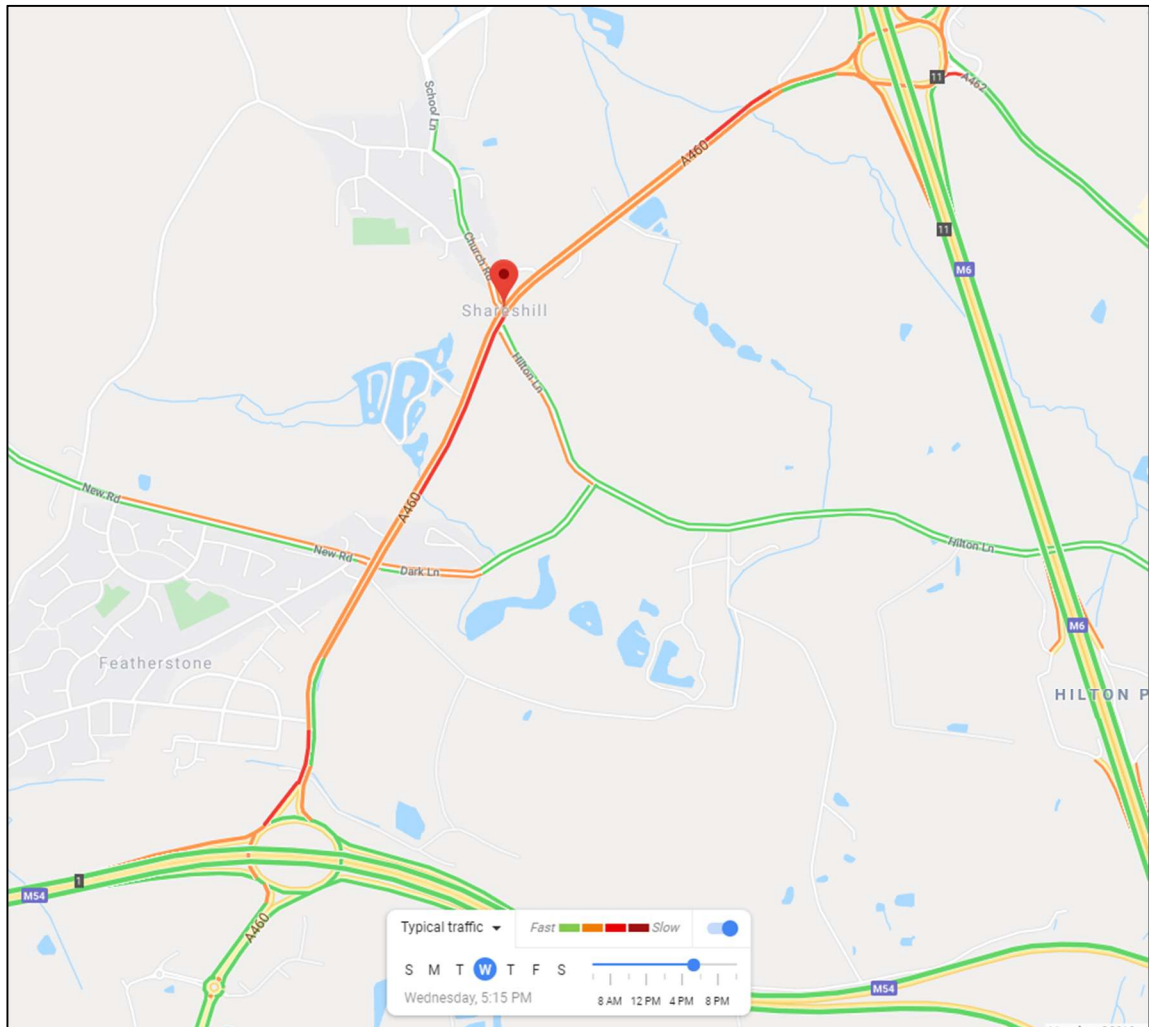 School Ln
11
A462
A460
11
Church Rd
M6
Shareshill
Hilton Ln
New Rd
A460
New Rd
Dark Ln
Hilton Ln
M6
Featherstone
HILTON P
1
M54
A460
Typical traffic
Fast
Slow
S M T W T F S
Wednesday, 5:15 PM
8 AM 12 PM 4 PM 8 PM
M54